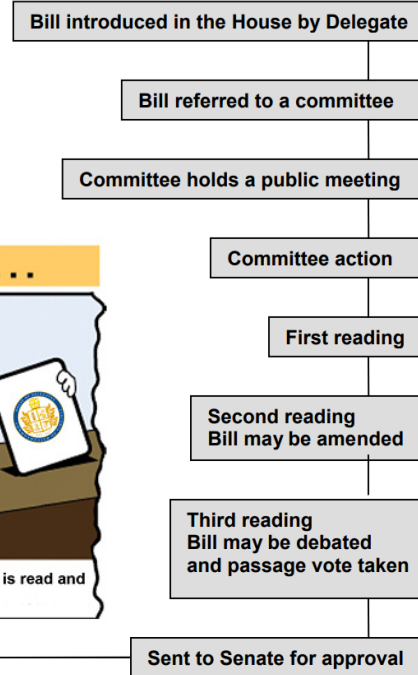 Bill introduced in the House by Delegate
Bill referred to a committee
Committee holds a public meeting
. .
Committee action
First reading
Second reading
Bill may be amended
Third reading
Bill may be debated
and passage vote taken
is read and
Sent to Senate for approval